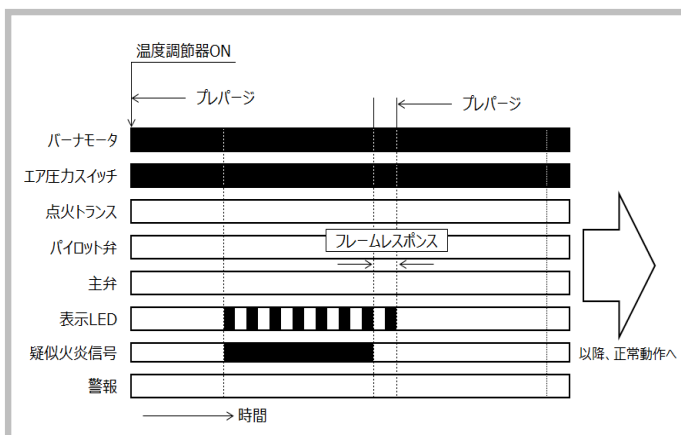 温度調節器ON
プレパージ
プレパージ
バーナモータ
エア圧力スイッチ
点火トランス
パイロット弁
フレームレスポンス
主弁
表示LED
疑似火炎信号
以降、正常動作へ
警報
時間